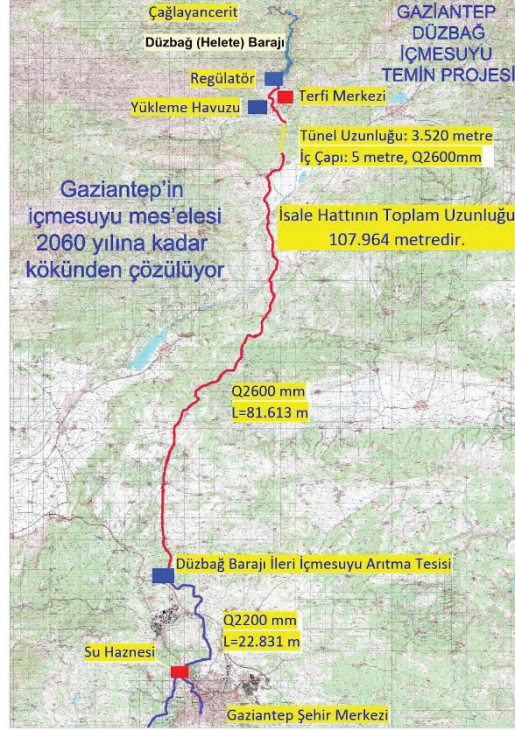 Çağlayancerit
GAZİANTEP
DÜZBAĞ
İÇMESUYU
TEMİN PROJESİ
Düzbağ (Helete) Barajı
Regülatör
Terfi Merkezi
Yükleme Havuzu
Tünel Uzunluğu: 3.520 metre
İç Çapı: 5 metre, Q2600mm
Gaziantep'in
içmesuyu mes'elesi
2060 yılına kadar
kökünden çözülüyor
İsale Hattının Toplam Uzunluğu
107.964 metredir.
Q2600 mm
L=81.613 m
Düzbağ Barajı İleri İçmesuyu Arıtma Tesisi
Q2200 mm
L=22.831 m
Su Haznesi
Gaziantep Şehir Merkezi